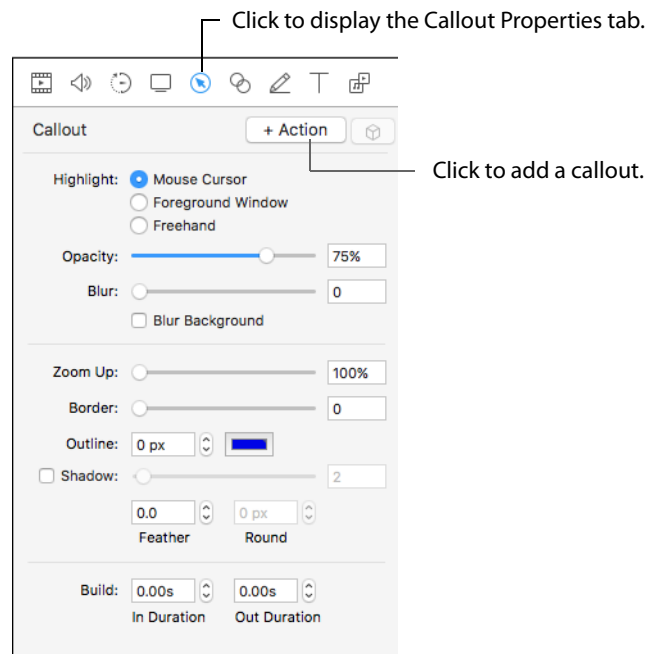 Click to display the Callout Properties tab.
Callout
+ Action
Click to add a callout.
Highlight: Mouse Cursor
Foreground Window
Freehand
Opacity: 75%
Blur: 0
Blur Background
Zoom Up: 100%
Border: 0
Outline: 0 px
Shadow: 2
0.0 0 px
Feather Round
Build: 0.00s 0.00s
In Duration Out Duration